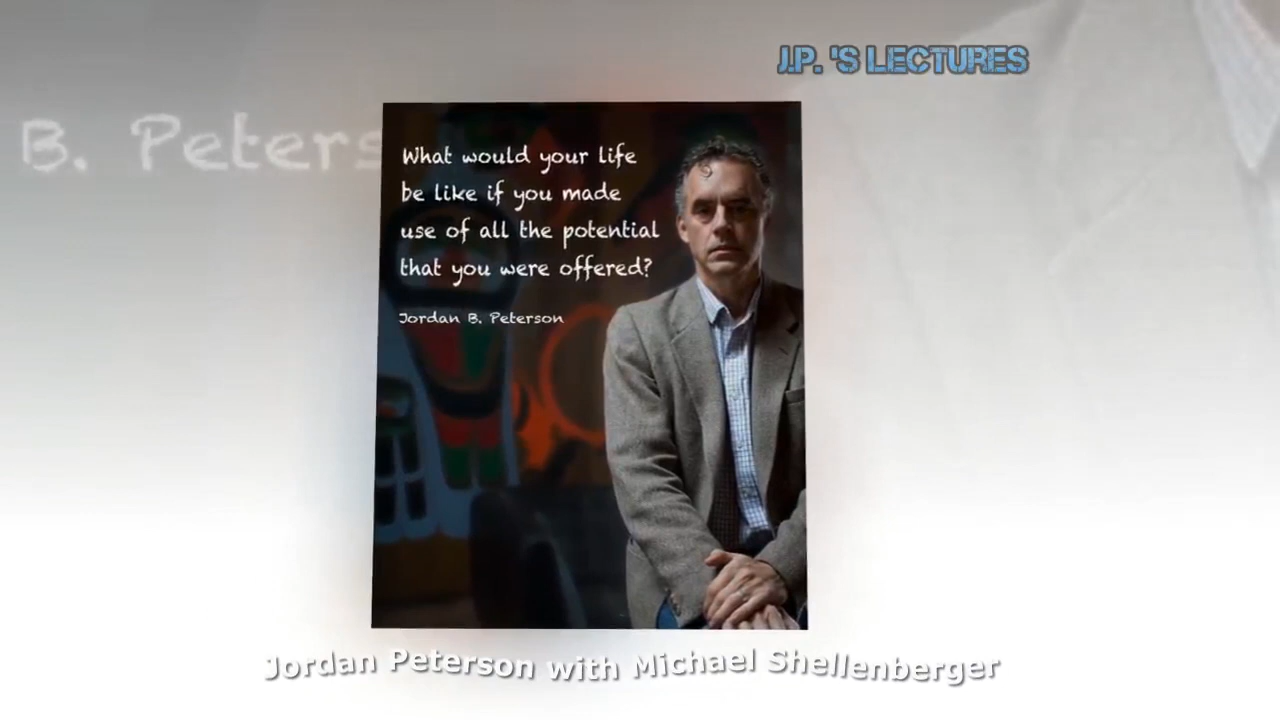 J.P. 'S LECTURES
B. Peters
What would your life
be like if you made
use of all the potential
that you were offered?
Jordan B. Peterson
Jordan Peterson with Michael Shellenberger